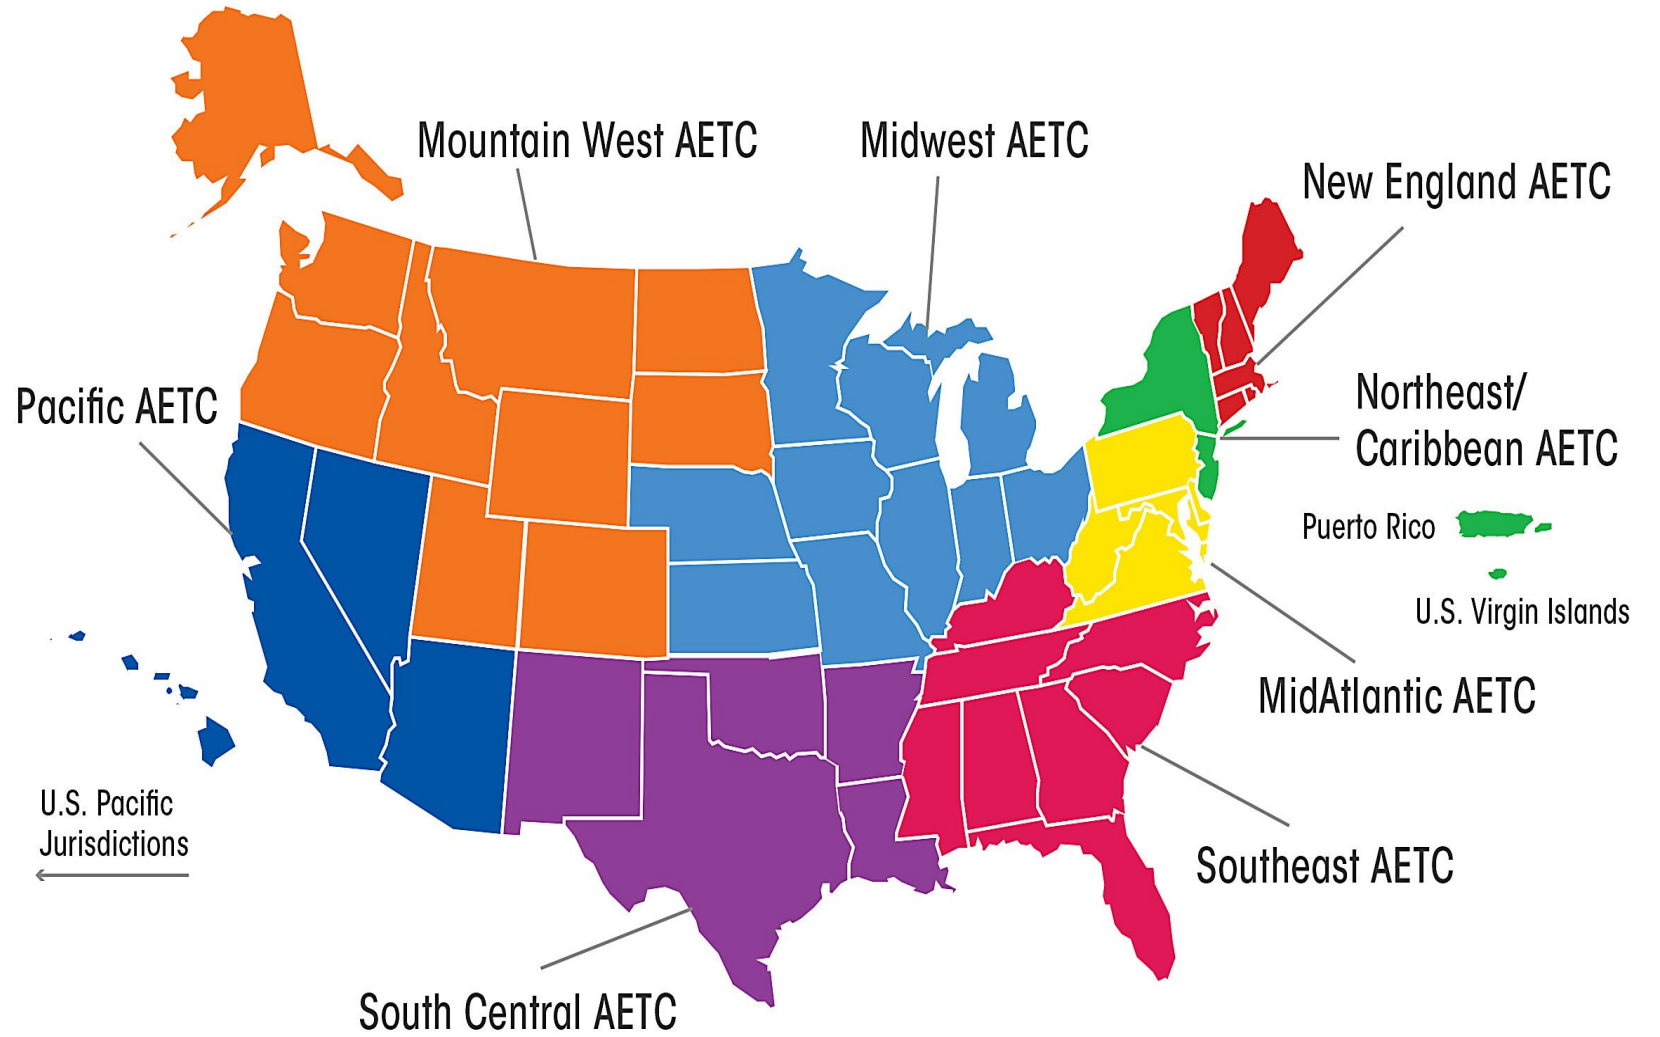 Mountain West AETC
Midwest AETC
New England AETC
Pacific AETC
Northeast/
Caribbean AETC
Puerto Rico
U.S. Virgin Islands
MidAtlantic AETC
U.S. Pacific
Jurisdictions
Southeast AETC
South Central AETC